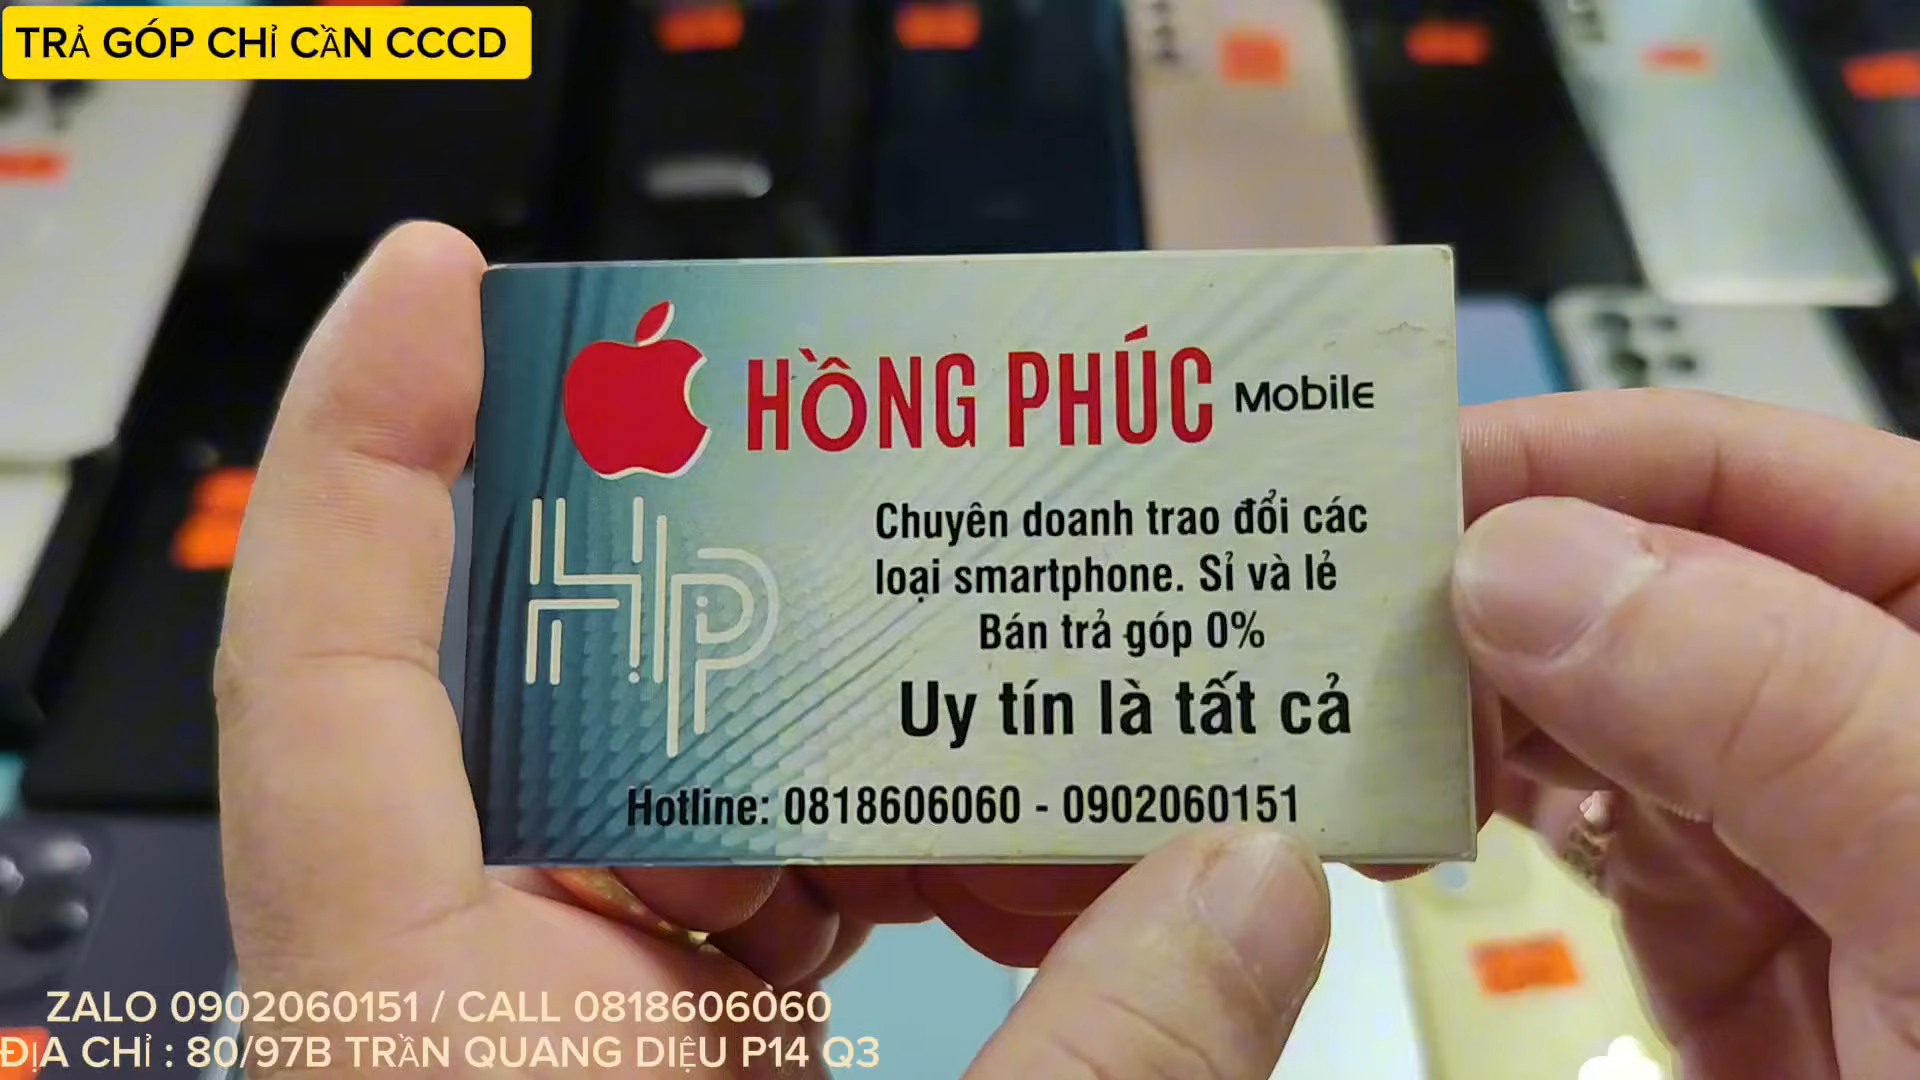 TRẢ GÓP CHỈ CẦN CCCD
HỒNG PHÚC Mobile
HP
Chuyên doanh trao đổi các
loại smartphone. Sỉ và lẻ
Bán trả góp 0%
Uy tín là tất cả
Hotline: 0818606060 - 0902060151
ZALO 0902060151 / CALL 0818606060
ĐỊA CHỈ : 80/97B TRẦN QUANG DIỆU P14 Q3